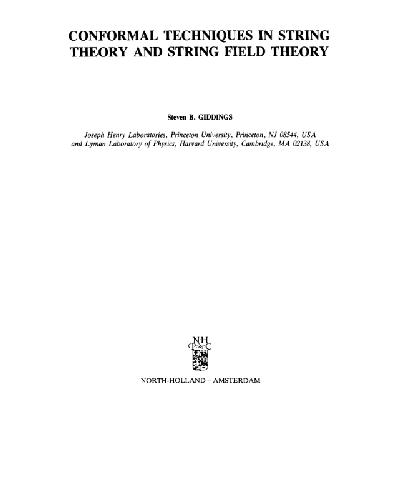 CONFORMAL TECHNIQUES IN STRING
THEORY AND STRING FIELD THEORY
Steven B. GIDDINGS
Joseph Henry Laboratories, Princeton University, Princeton, NJ 08544, USA
and Lyman Laboratory of Physics, Harvard University, Cambridge, MA 02138, USA
NH
NORTH-HOLLAND - AMSTERDAM